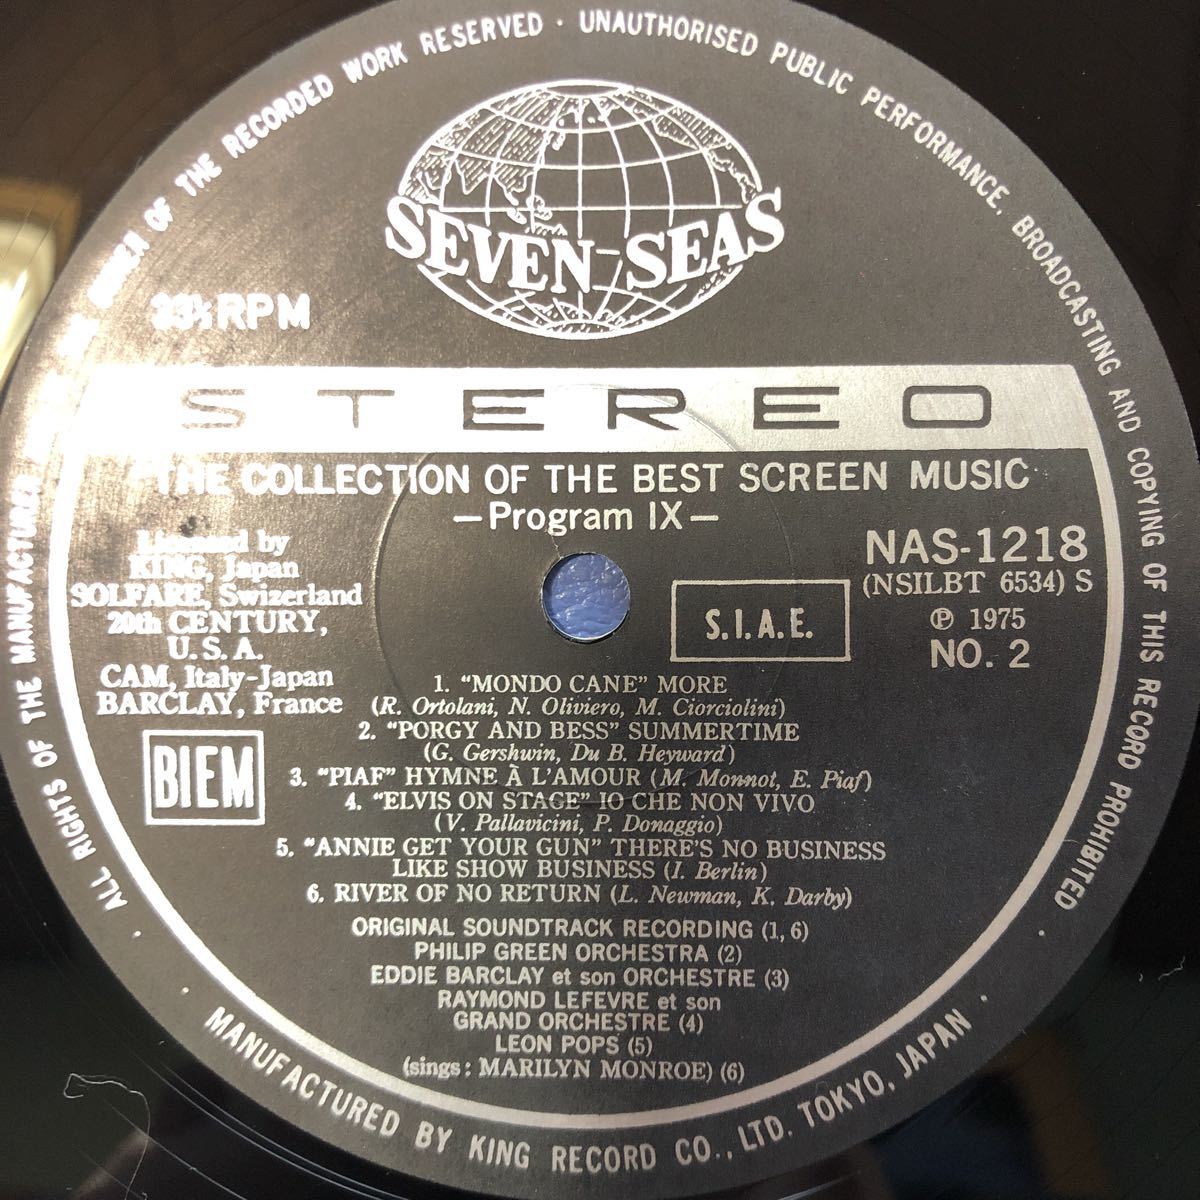 ALL RIGHTS OF THE MANUFACTURER OF THE RECORDED WORK RESERVED · UNAUTHORISED PUBLIC PERFORMANCE, BROADCASTING AND COPYING OF THIS RECORD PROHIBITED
SEVEN-SEAS
33⅓RPM
STEREO
THE COLLECTION OF THE BEST SCREEN MUSIC
—Program IX—
Licensed by
KING, Japan
SOLFARE, Swizerland
20th CENTURY,
U.S.A.
CAM, Italy-Japan
BARCLAY, France
BIEM
S.I.A.E.
NAS-1218
(NSILBT 6534) S
Ⓟ 1975
NO. 2
1. "MONDO CANE" MORE
(R. Ortolani, N. Oliviero, M. Ciorciolini)
2. "PORGY AND BESS" SUMMERTIME
(G. Gershwin, Du B. Heyward)
3. "PIAF" HYMNE À L'AMOUR (M. Monnot, E. Piaf)
4. "ELVIS ON STAGE" IO CHE NON VIVO
(V. Pallavicini, P. Donaggio)
5. "ANNIE GET YOUR GUN" THERE'S NO BUSINESS
LIKE SHOW BUSINESS (I. Berlin)
6. RIVER OF NO RETURN (L. Newman, K. Darby)
ORIGINAL SOUNDTRACK RECORDING (1, 6)
PHILIP GREEN ORCHESTRA (2)
EDDIE BARCLAY et son ORCHESTRE (3)
RAYMOND LEFEVRE et son
GRAND ORCHESTRE (4)
LEON POPS (5)
(sings: MARILYN MONROE) (6)
· MANUFACTURED BY KING RECORD CO., LTD. TOKYO, JAPAN ·